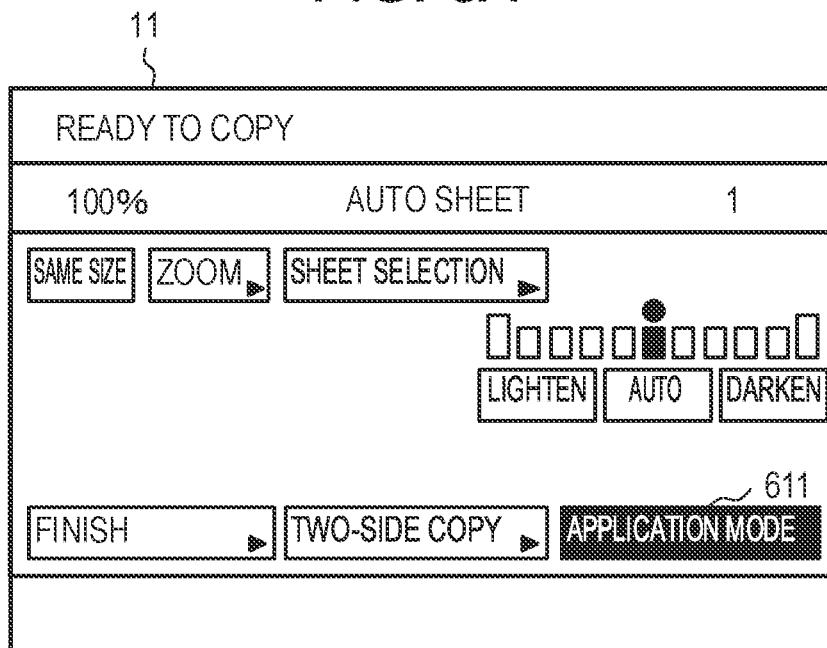 11
READY TO COPY
100% AUTO SHEET 1
SAME SIZE ZOOM SHEET SELECTION
LIGHTEN AUTO DARKEN
611
FINISH TWO-SIDE COPY APPLICATION MODE